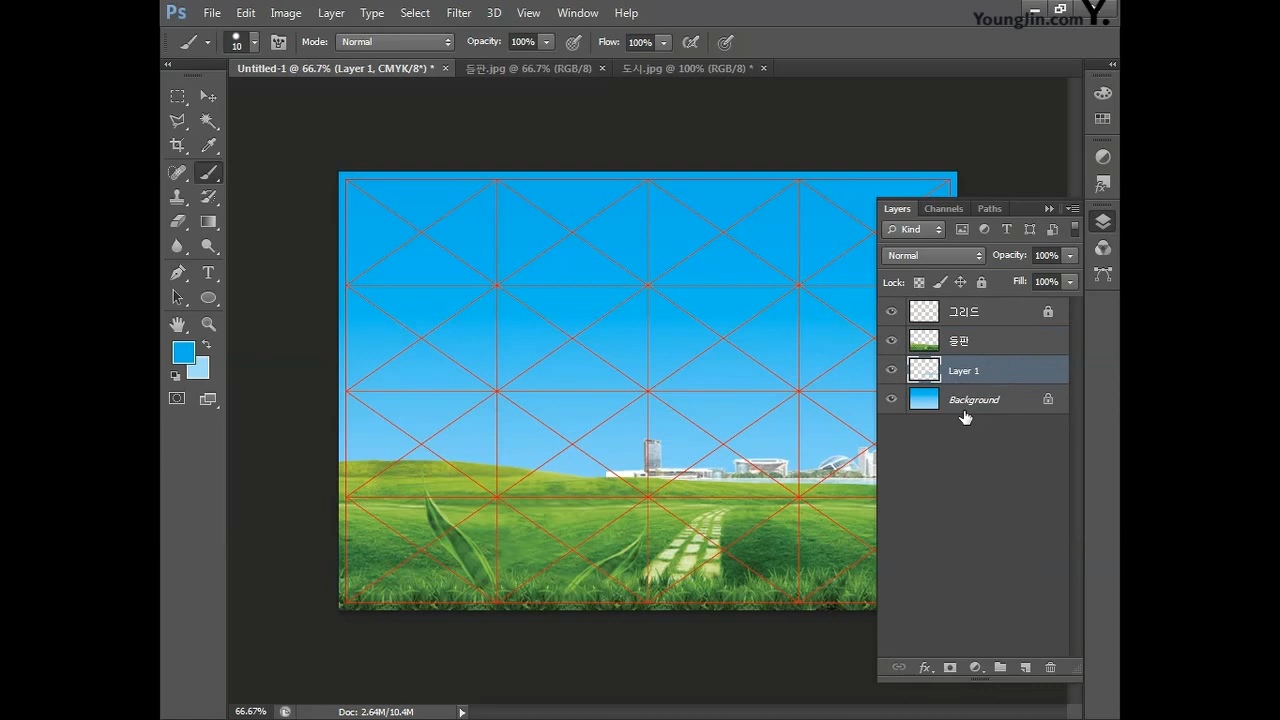 Ps File Edit Image Layer Type Select Filter 3D View Window Help
YoungJin.com Y.
10 Mode: Normal Opacity: 100% Flow: 100%
Untitled-1 @ 66.7% (Layer 1, CMYK/8*) * × 들판.jpg @ 66.7% (RGB/8) × 도시.jpg @ 100% (RGB/8) * ×
Layers Channels Paths
Kind
Normal Opacity: 100%
Lock: Fill: 100%
그리드
들판
Layer 1
Background
fx
66.67% Doc: 2.64M/10.4M